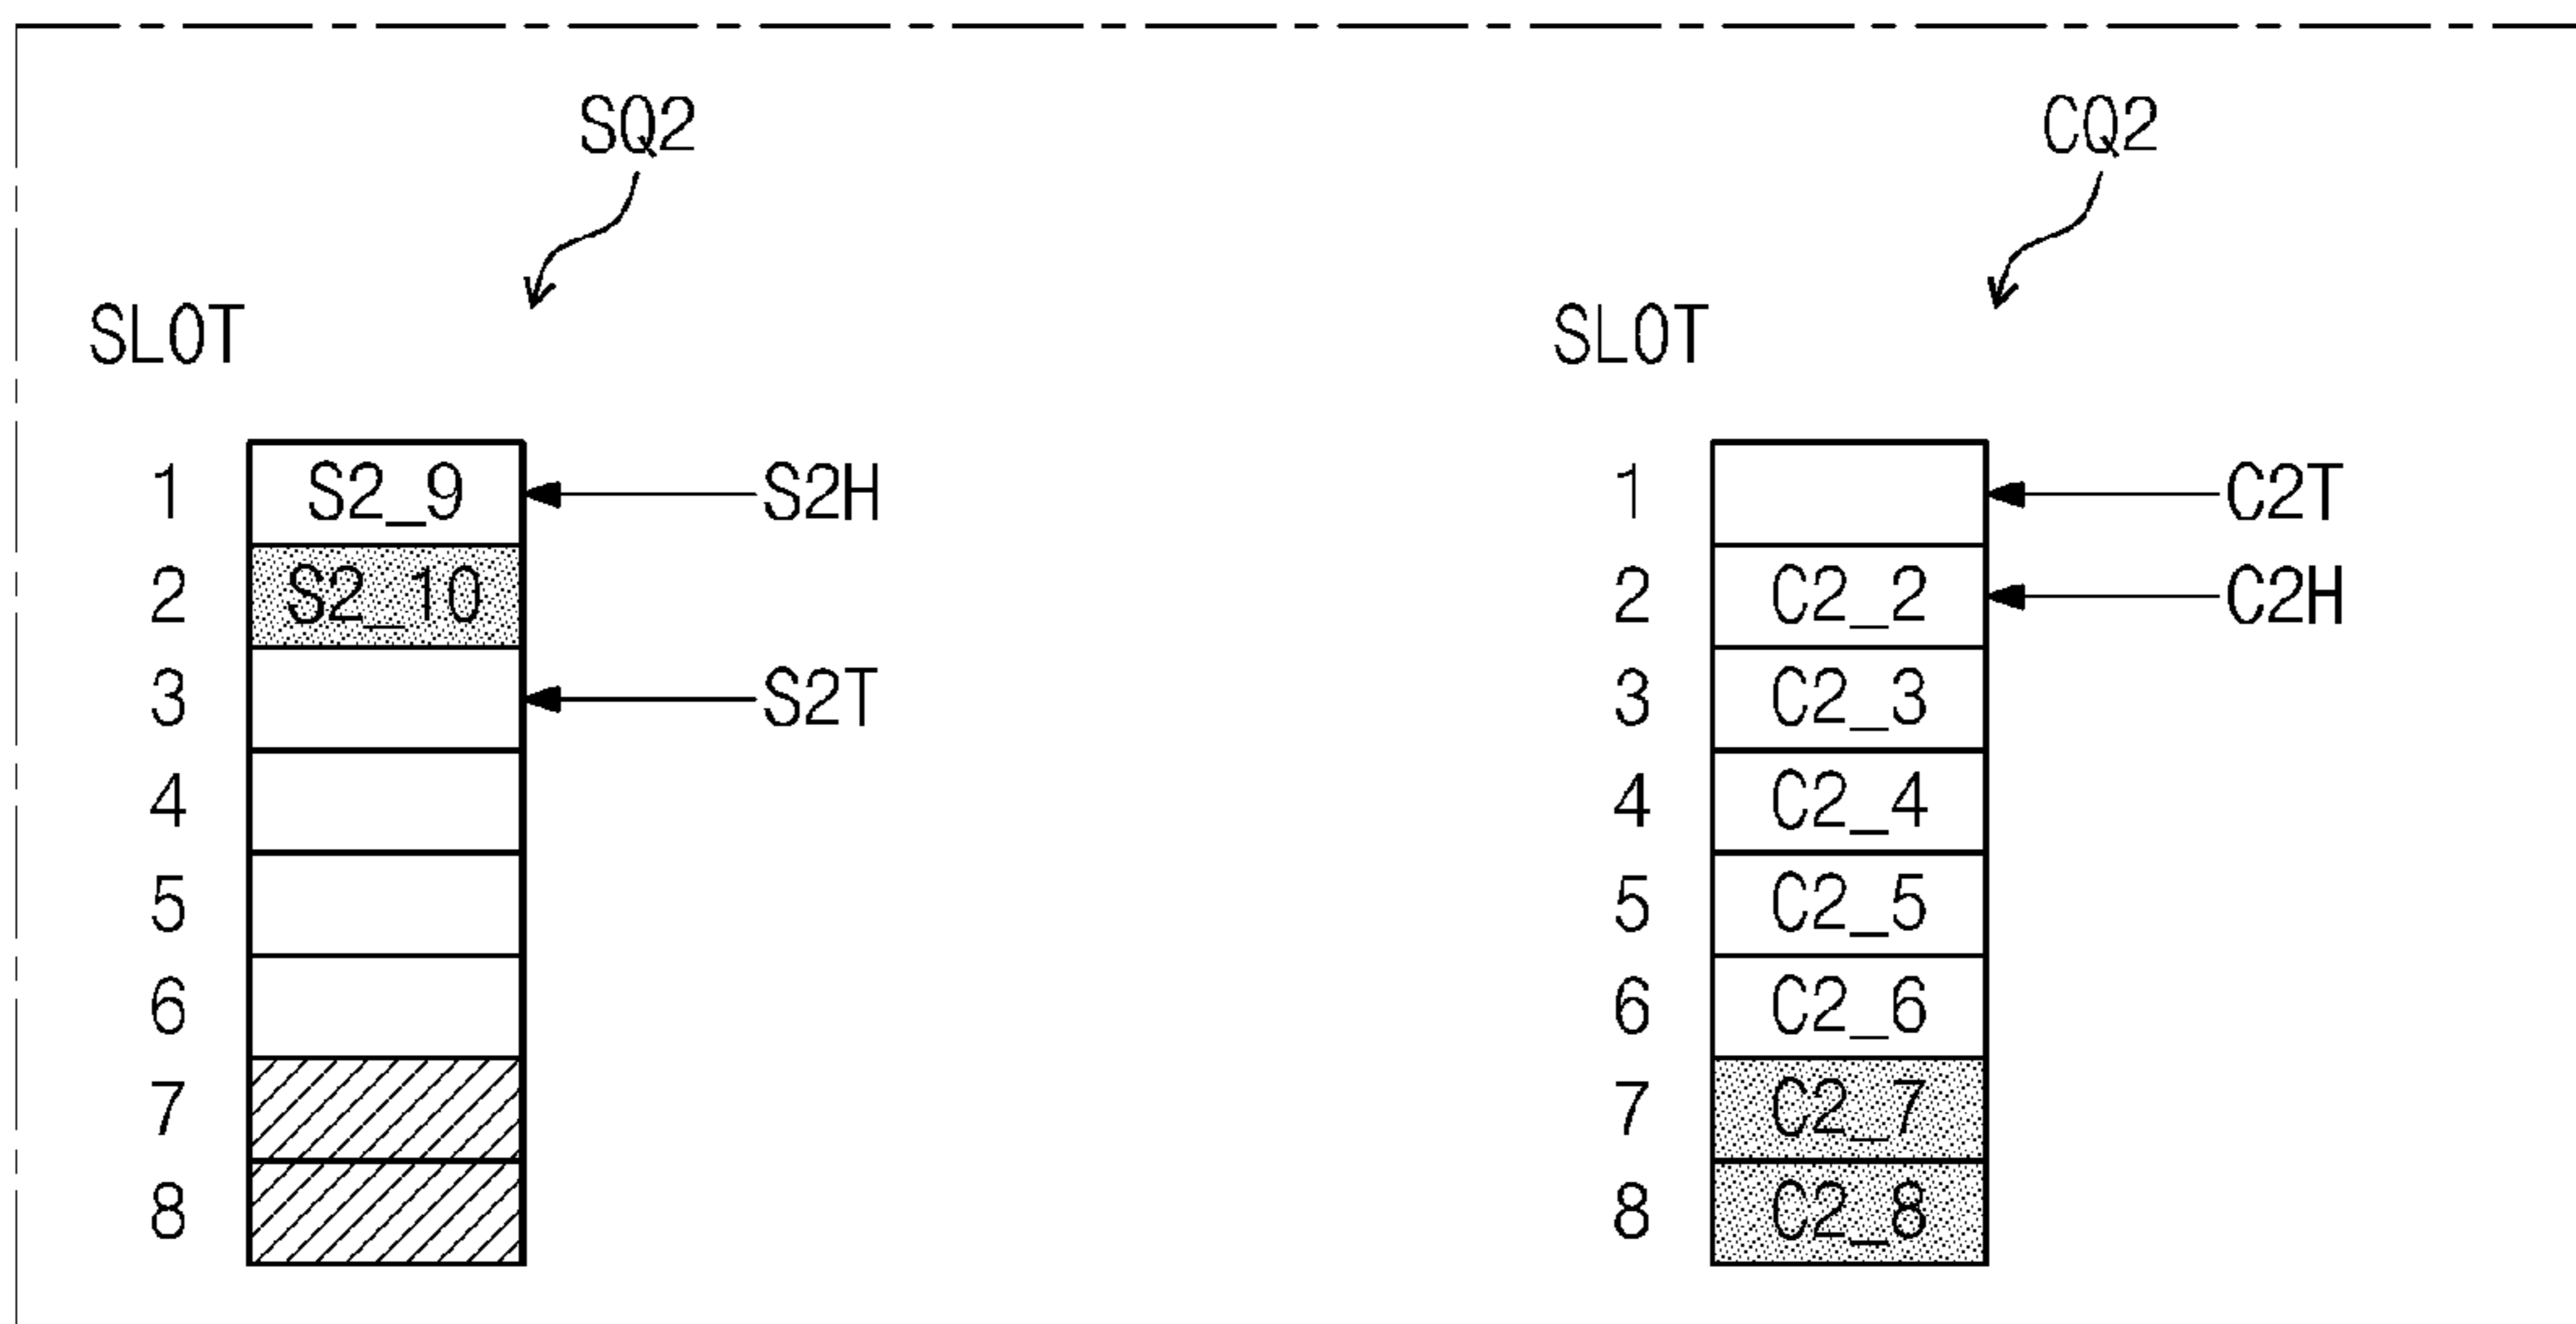 SQ2 CQ2
SLOT SLOT
1 S2_9 S2H 1 C2T
2 S2_10 2 C2_2 C2H
3 S2T 3 C2_3
4 4 C2_4
5 5 C2_5
6 6 C2_6
7 7 C2_7
8 8 C2_8